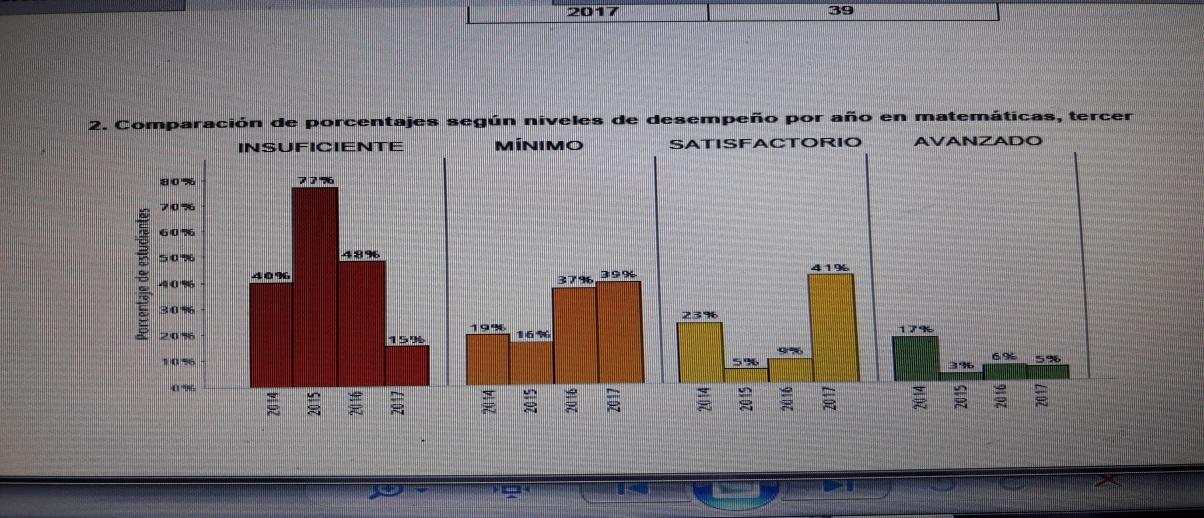 2017 39
2. Comparación de porcentajes según niveles de desempeño por año en matemáticas, tercer
INSUFICIENTE MÍNIMO SATISFACTORIO AVANZADO
Porcentaje de estudiantes
80%
70%
60%
50%
40%
30%
20%
10%
0%
40% 77% 48% 15%
19% 16% 37% 39%
23% 5% 9% 41%
17% 3% 6% 5%
2014 2015 2016 2017 2014 2015 2016 2017 2014 2015 2016 2017 2014 2015 2016 2017